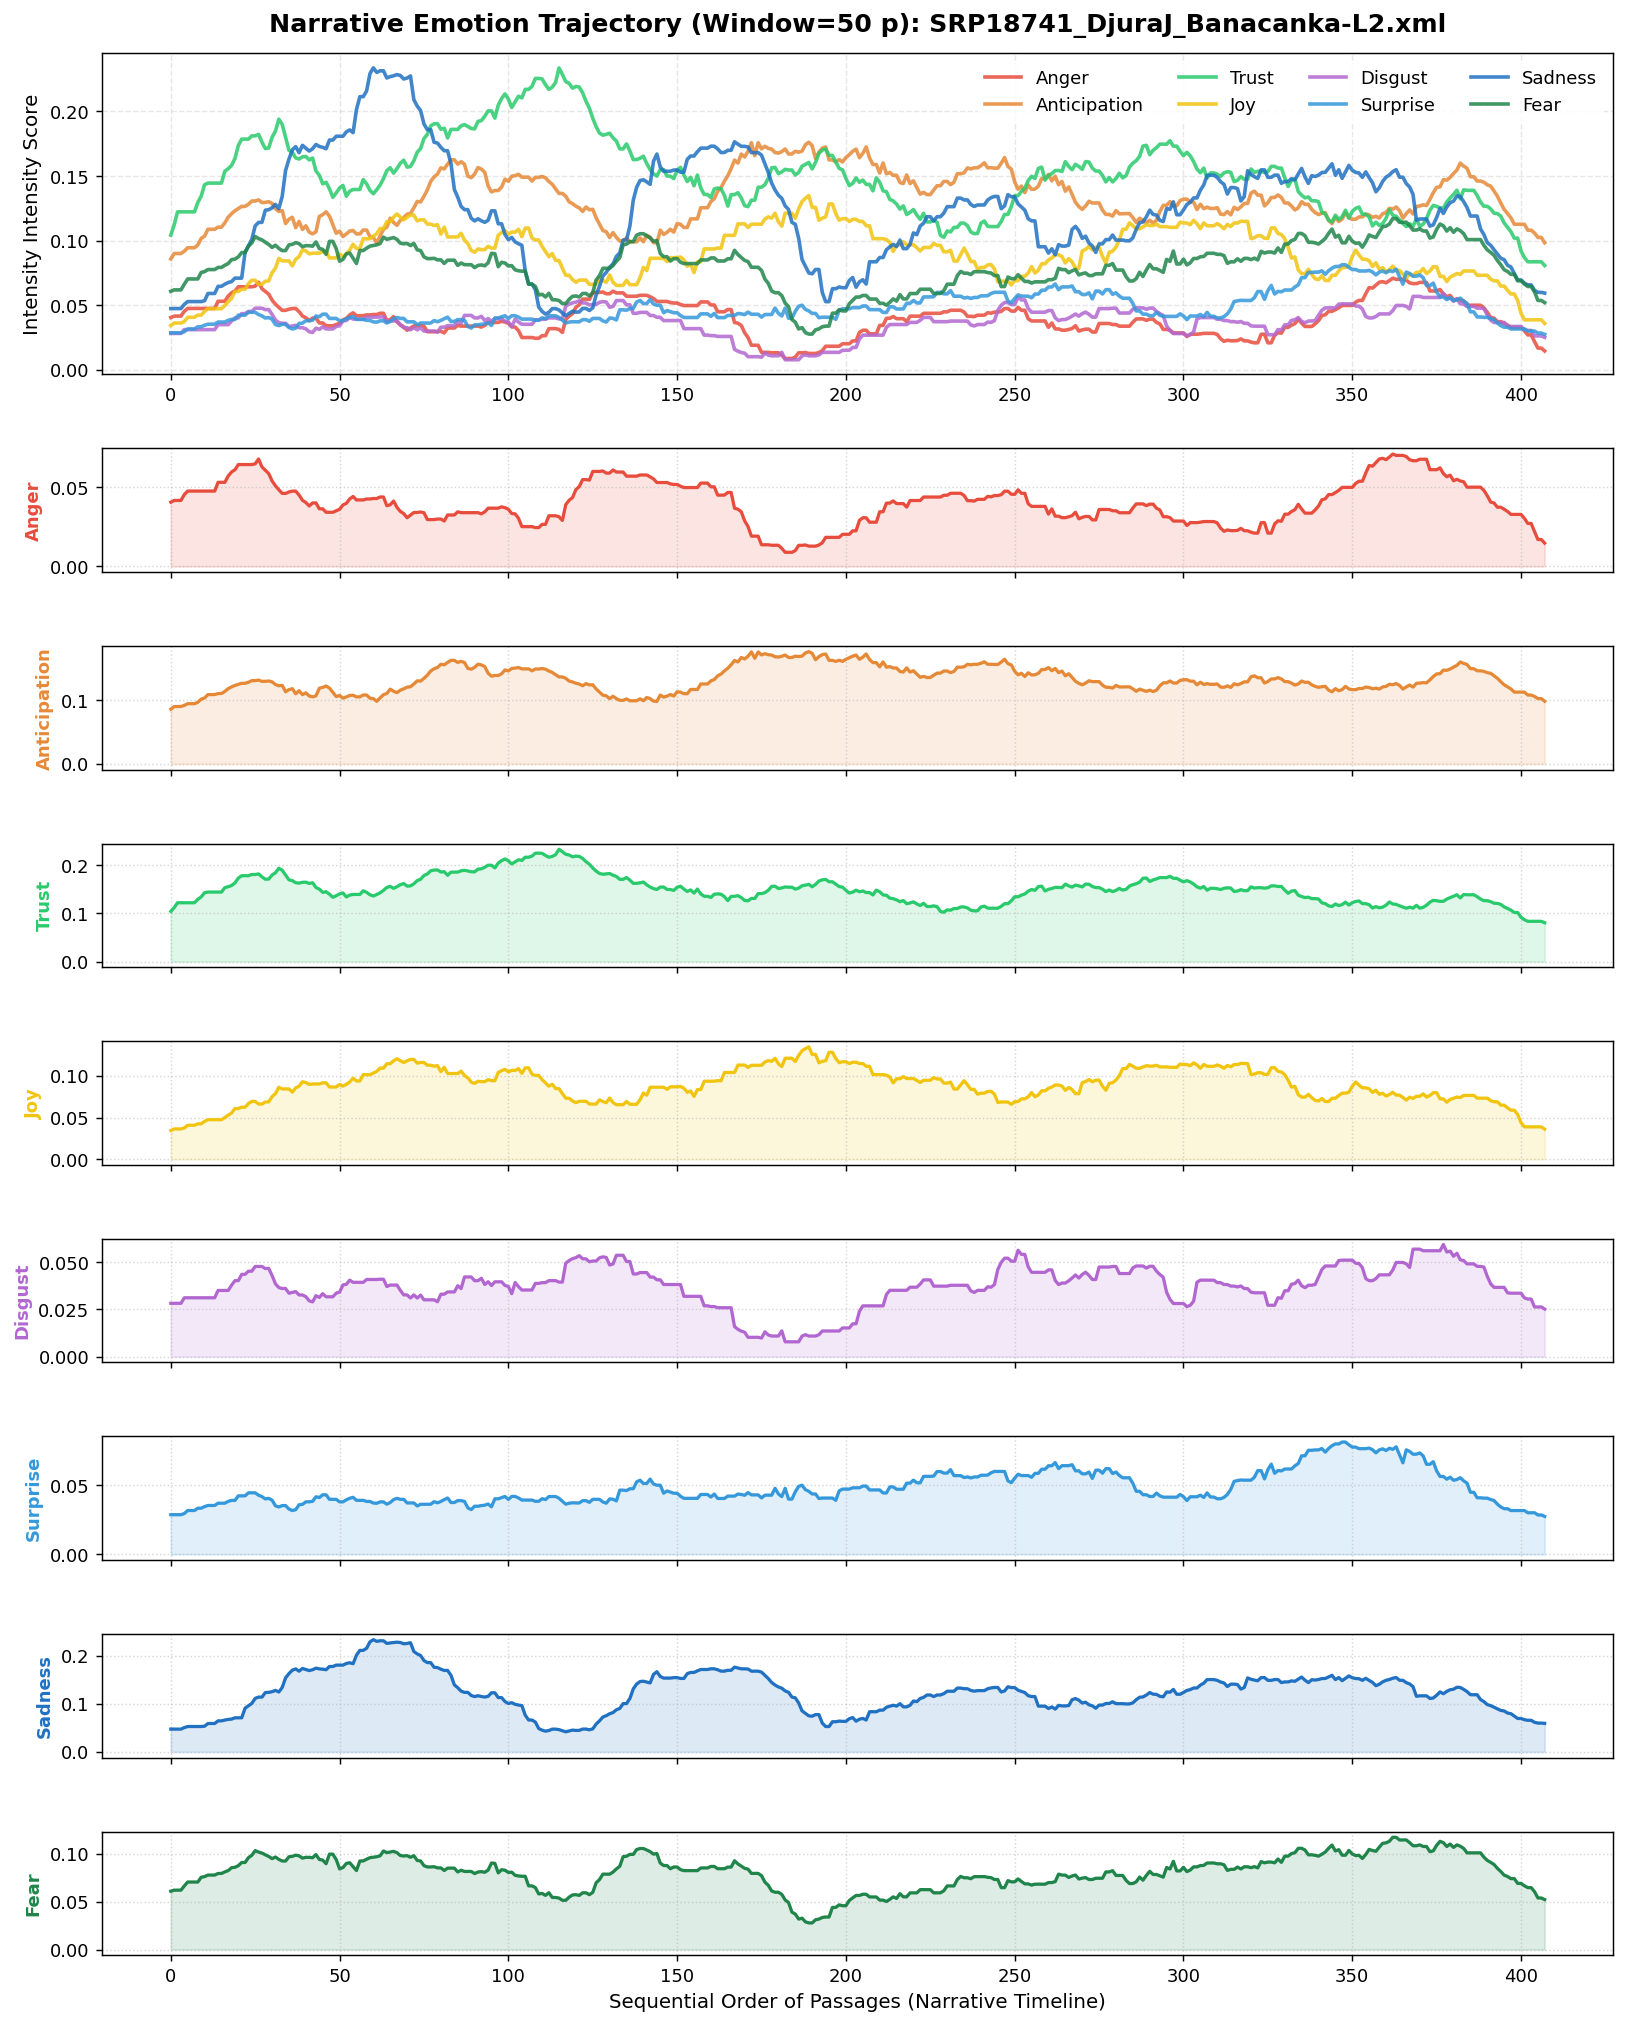 Narrative Emotion Trajectory (Window=50 p): SRP18741_DjuraJ_Banacanka-L2.xml
Intensity Intensity Score
Anger Trust Disgust Sadness
Anticipation Joy Surprise Fear
0.20
0.15
0.10
0.05
0.00
0 50 100 150 200 250 300 350 400
Anger
0.05
0.00
Anticipation
0.1
0.0
Trust
0.2
0.1
0.0
Joy
0.10
0.05
0.00
Disgust
0.050
0.025
0.000
Surprise
0.05
0.00
Sadness
0.2
0.1
0.0
Fear
0.10
0.05
0.00
0 50 100 150 200 250 300 350 400
Sequential Order of Passages (Narrative Timeline)